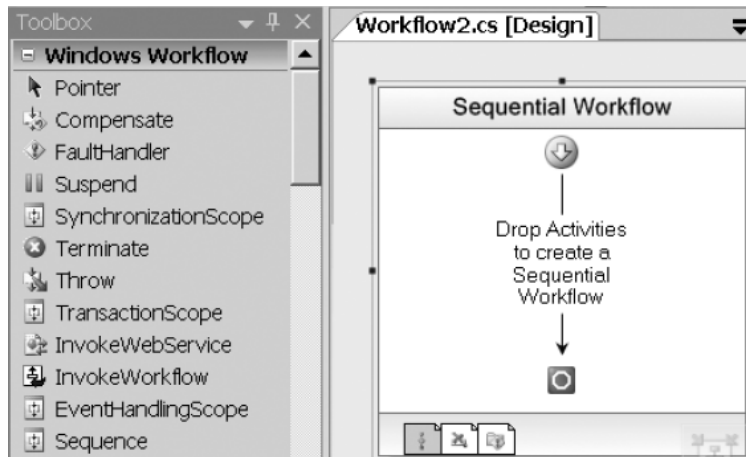 Toolbox
Windows Workflow
Pointer
Compensate
FaultHandler
Suspend
SynchronizationScope
Terminate
Throw
TransactionScope
InvokeWebService
InvokeWorkflow
EventHandlingScope
Sequence
Workflow2.cs [Design]
Sequential Workflow
Drop Activities
to create a
Sequential
Workflow